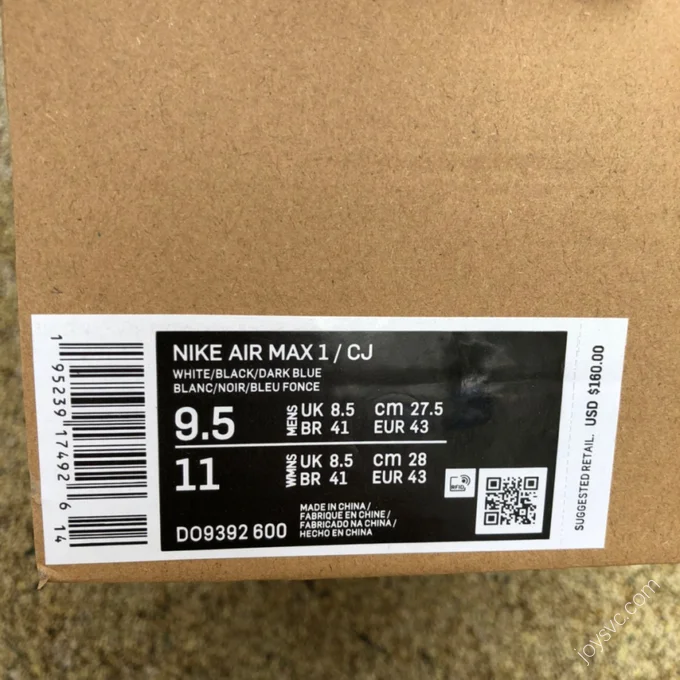 NIKE AIR MAX 1 / CJ
WHITE/BLACK/DARK BLUE
BLANC/NOIR/BLEU FONCE
9.5 MENS UK 8.5 cm 27.5
BR 41 EUR 43
11 WMNS UK 8.5 cm 28
BR 41 EUR 43
DO9392 600
MADE IN CHINA /
FABRIQUE EN CHINE /
FABRICADO NA CHINA /
HECHO EN CHINA
RFID
1 95239 17492 6 14
SUGGESTED RETAIL. USD $160.00
joysvc.com